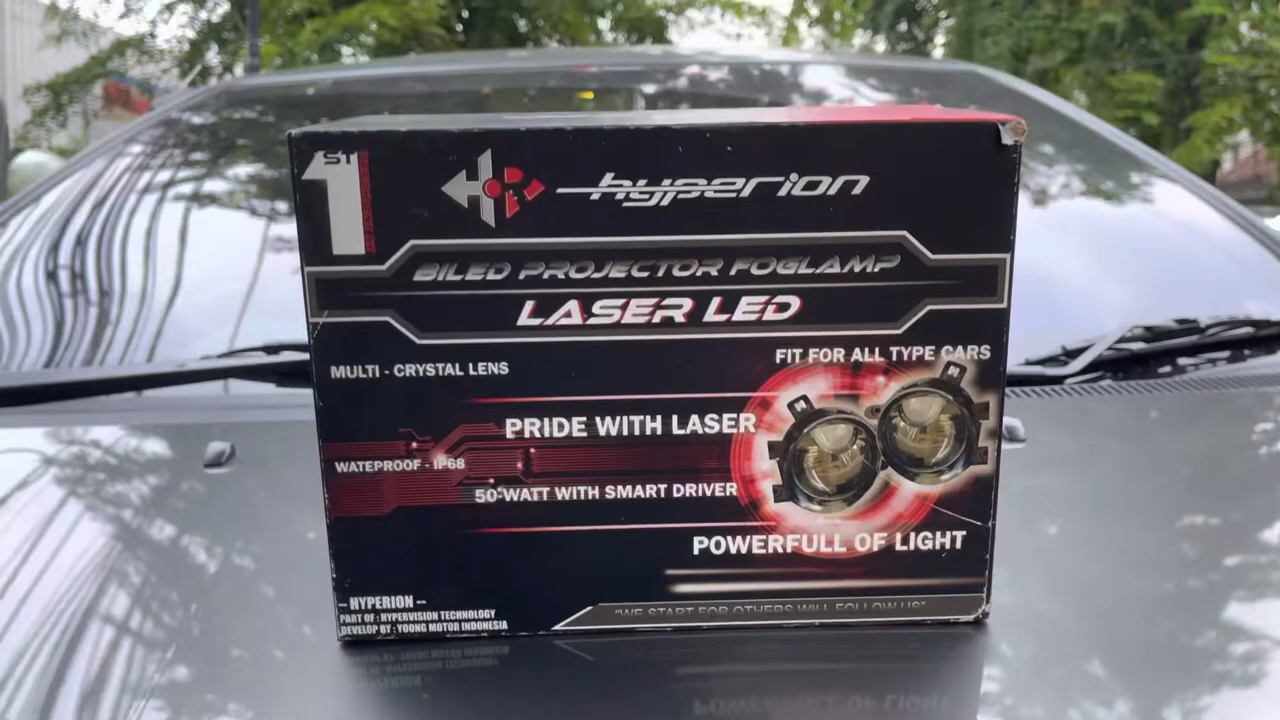 1ST
hyperion
BILED PROJECTOR FOGLAMP
LASER LED
MULTI - CRYSTAL LENS
FIT FOR ALL TYPE CARS
PRIDE WITH LASER
WATEPROOF - IP68
50-WATT WITH SMART DRIVER
POWERFULL OF LIGHT
-- HYPERION --
PART OF : HYPERVISION TECHNOLOGY
DEVELOP BY : YOONG MOTOR INDONESIA
"WE START FOR OTHERS WILL FOLLOW US"